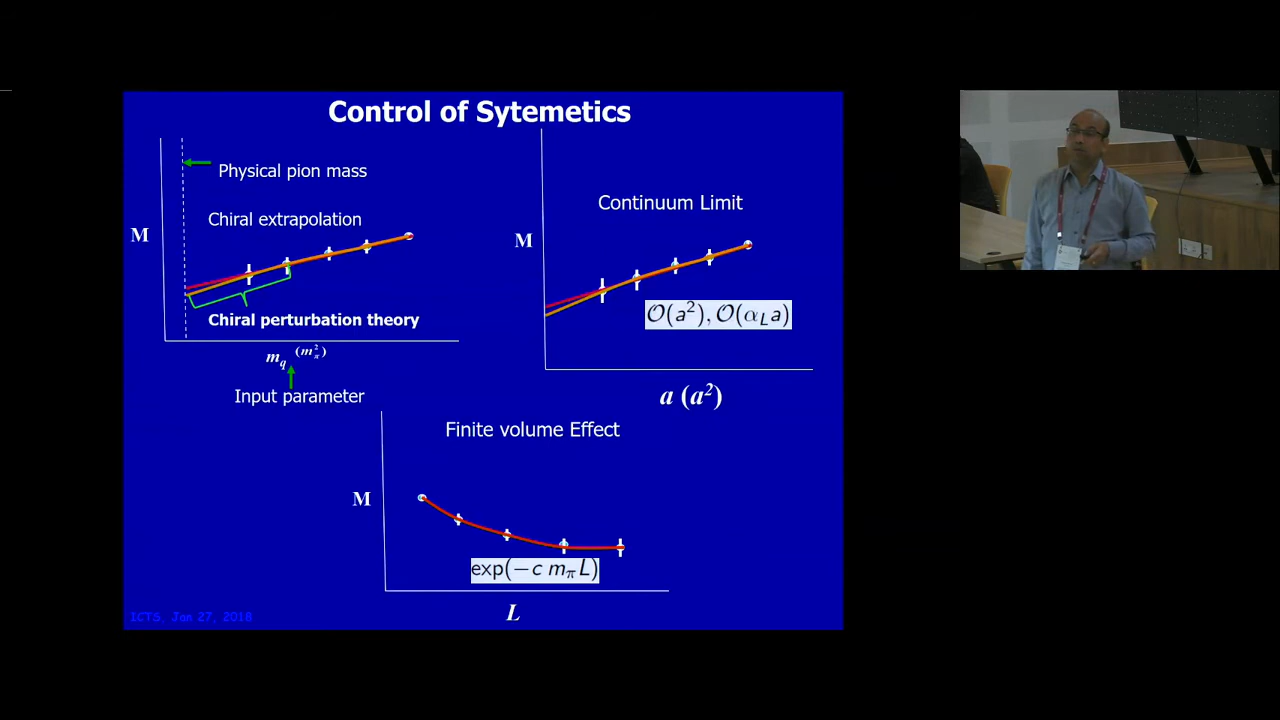 Control of Sytemetics
Physical pion mass
Chiral extrapolation
M
Chiral perturbation theory
m_q (m_π^2)
Input parameter
Continuum Limit
M
O(a^2), O(α_L a)
a (a^2)
Finite volume Effect
M
exp(−c m_π L)
L
ICTS, Jan 27, 2018